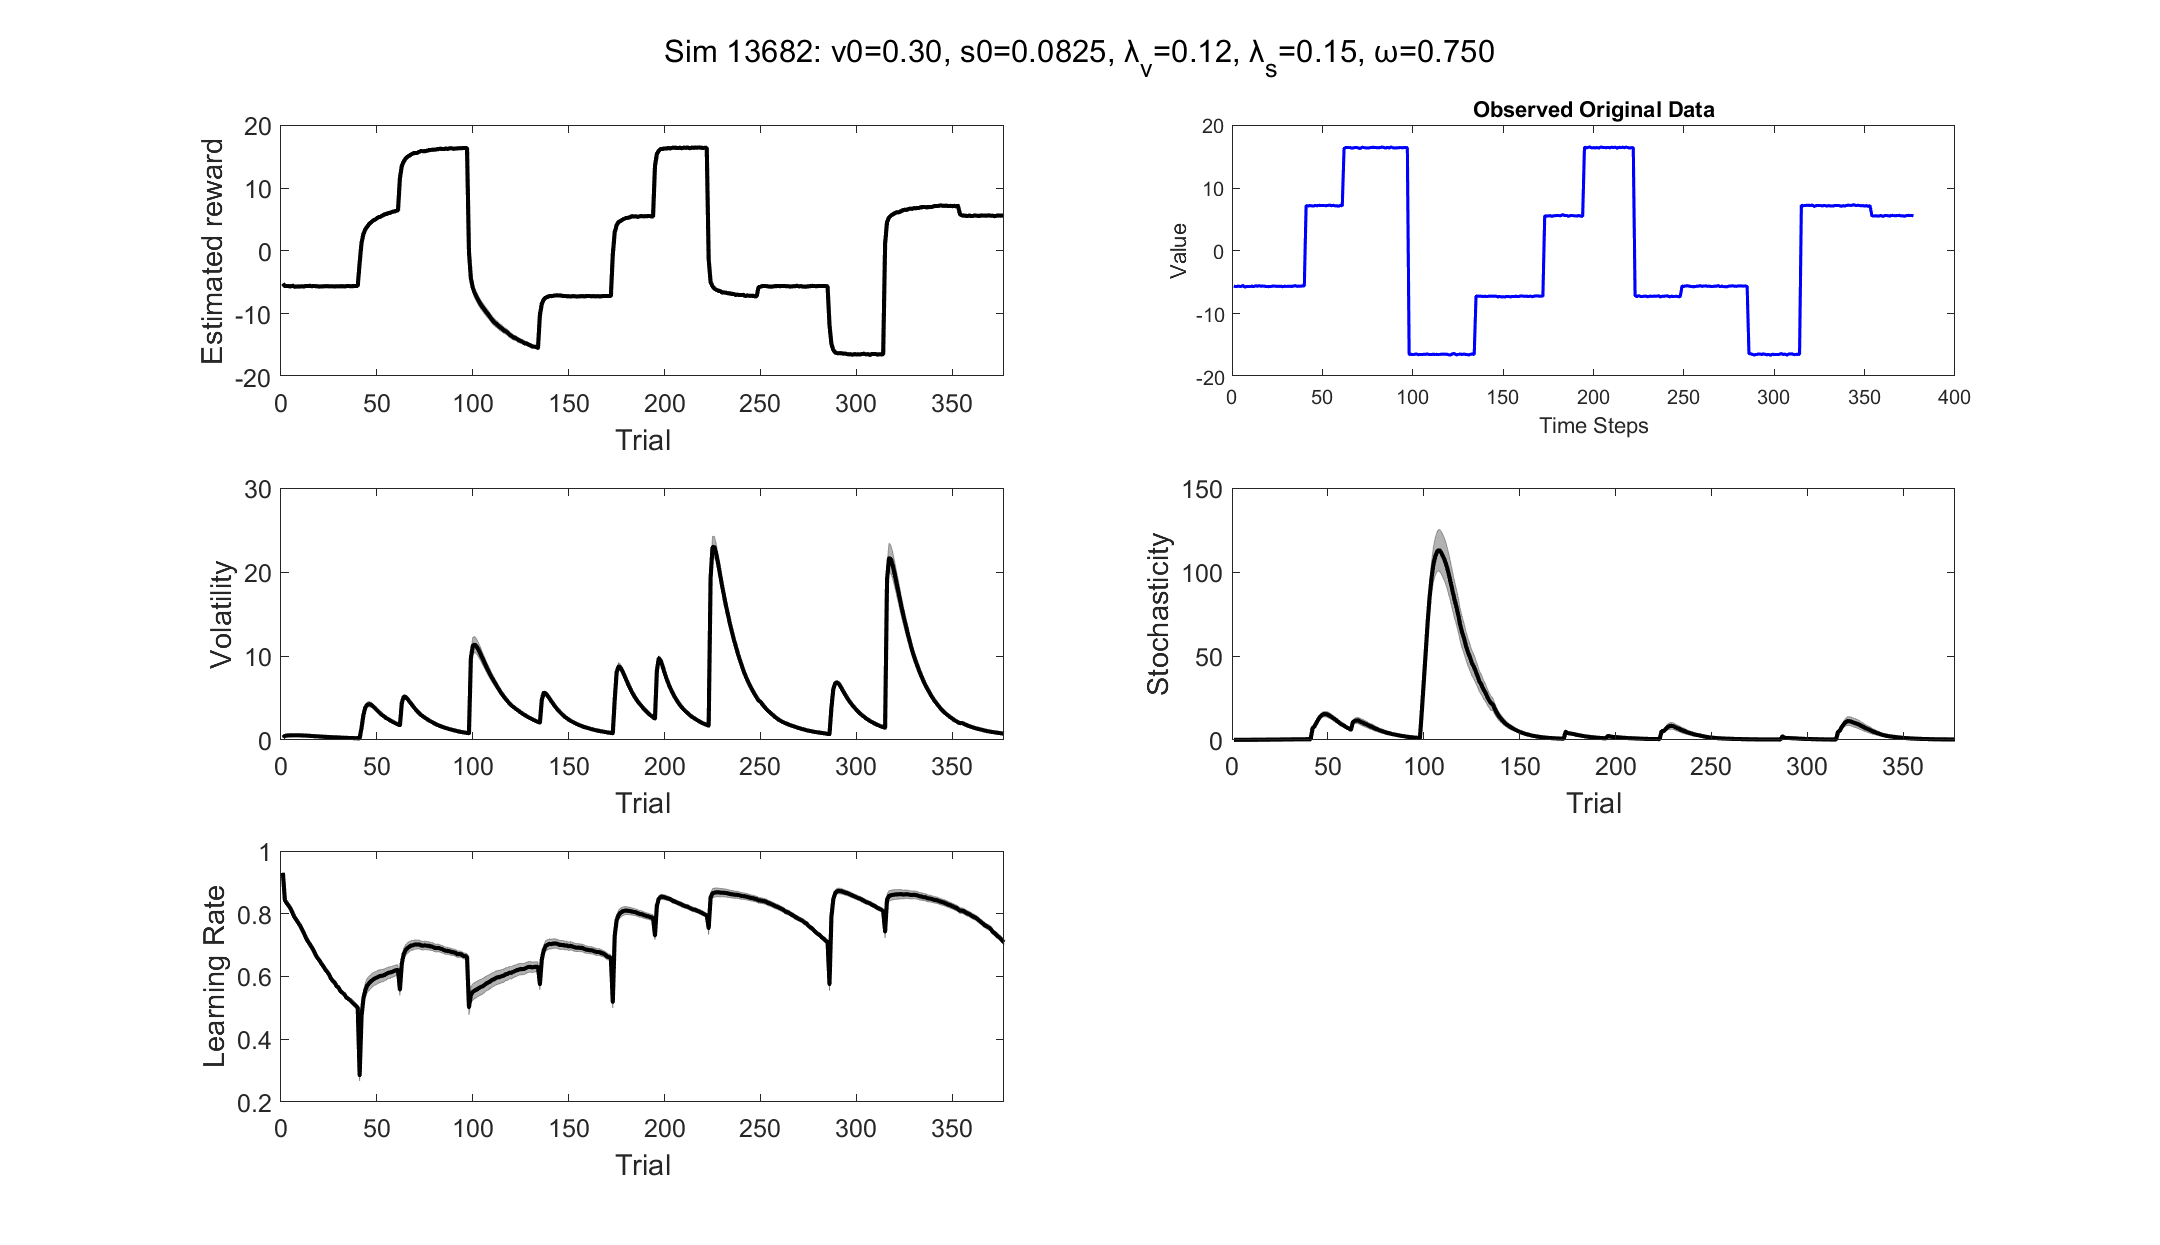 Sim 13682: v0=0.30, s0=0.0825, λv=0.12, λs=0.15, ω=0.750
20
10
0
-10
-20
Estimated reward
0 50 100 150 200 250 300 350
Trial
Observed Original Data
20
10
0
-10
-20
Value
0 50 100 150 200 250 300 350 400
Time Steps
30
20
10
0
Volatility
0 50 100 150 200 250 300 350
Trial
150
100
50
0
Stochasticity
0 50 100 150 200 250 300 350
Trial
1
0.8
0.6
0.4
0.2
Learning Rate
0 50 100 150 200 250 300 350
Trial